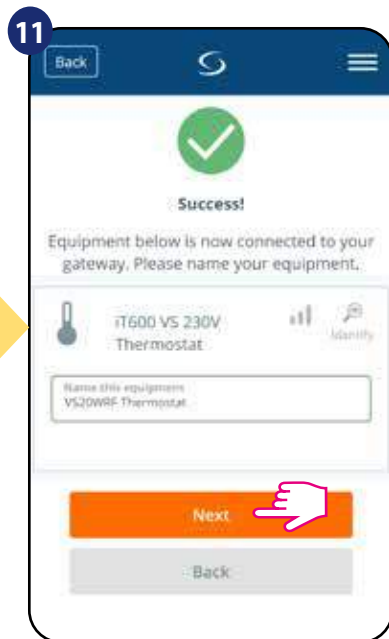 11
Back
Success!
Equipment below is now connected to your
gateway. Please name your equipment.
iT600 VS 230V
Thermostat
Identify
Name this equipment
VS20WRF Thermostat
Next
Back